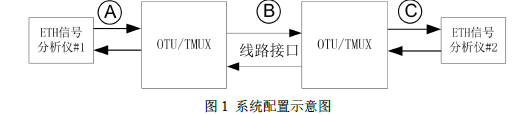 A
B
C
ETH信号
分析仪#1
OTU/TMUX
线路接口
OTU/TMUX
ETH信号
分析仪#2
图 1 系统配置示意图